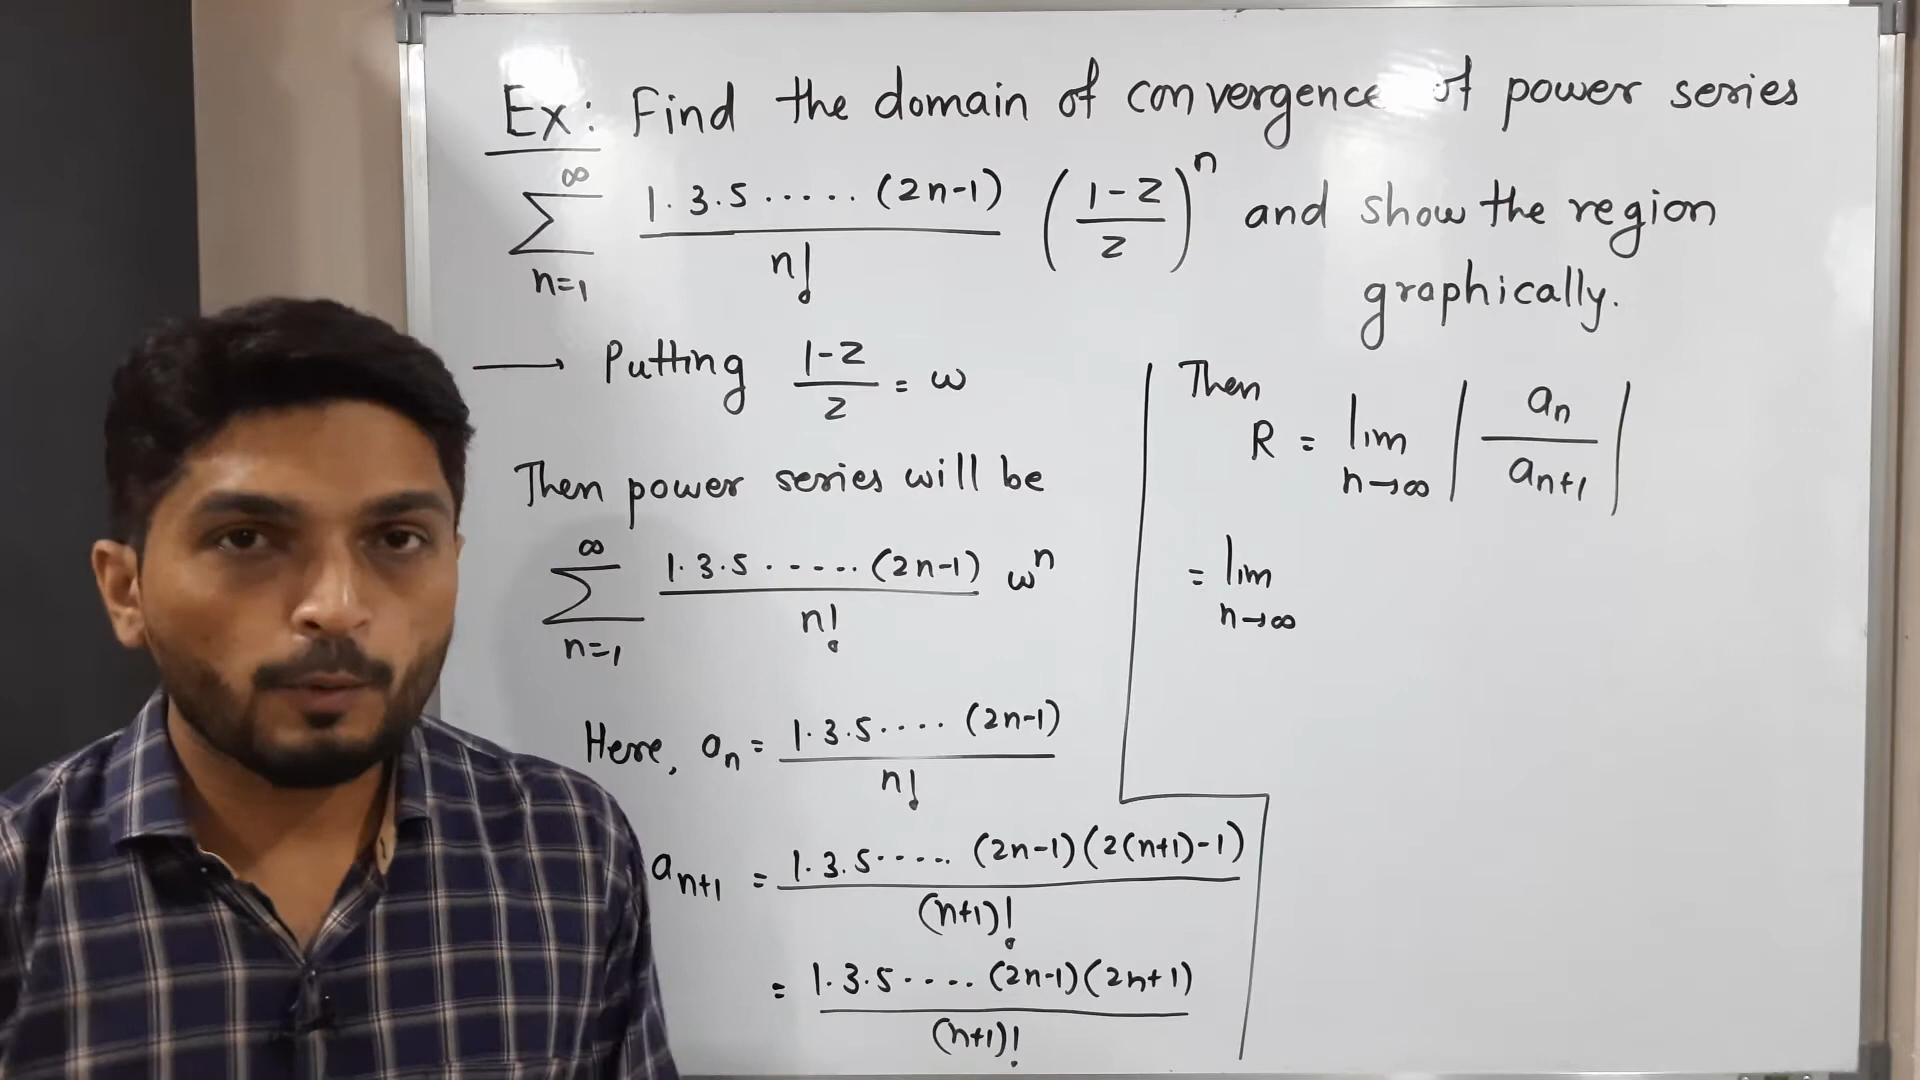 Ex: Find the domain of convergence of power series
∞ ∑ n=1 1.3.5.....(2n-1) / n! ((1-z)/z)^n and show the region
graphically.
→ Putting (1-z)/z = ω
Then power series will be
∞ ∑ n=1 1.3.5.....(2n-1) / n! ω^n
Here, a_n = 1.3.5....(2n-1) / n!
a_{n+1} = 1.3.5.....(2n-1)(2(n+1)-1) / (n+1)!
= 1.3.5....(2n-1)(2n+1) / (n+1)!
Then
R = lim n→∞ | a_n / a_{n+1} |
= lim n→∞